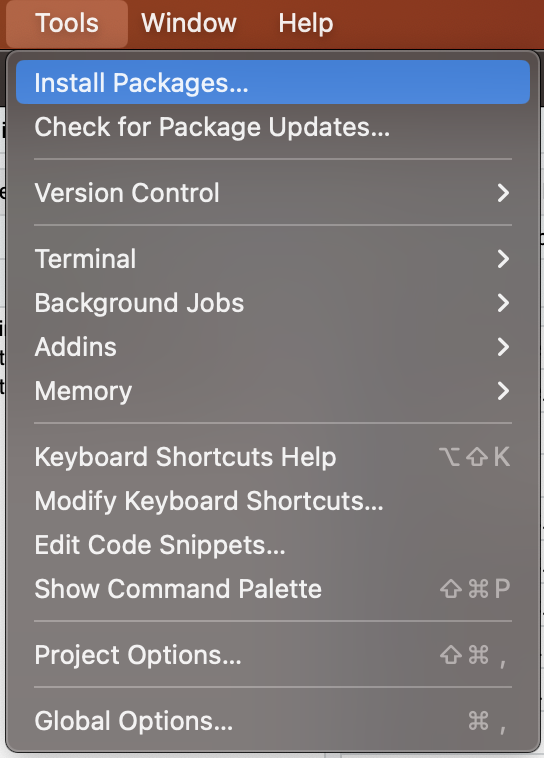 Tools Window Help
Install Packages...
Check for Package Updates...
Version Control
Terminal
Background Jobs
Addins
Memory
Keyboard Shortcuts Help ⌥⇧K
Modify Keyboard Shortcuts...
Edit Code Snippets...
Show Command Palette ⇧⌘P
Project Options... ⇧⌘,
Global Options... ⌘,